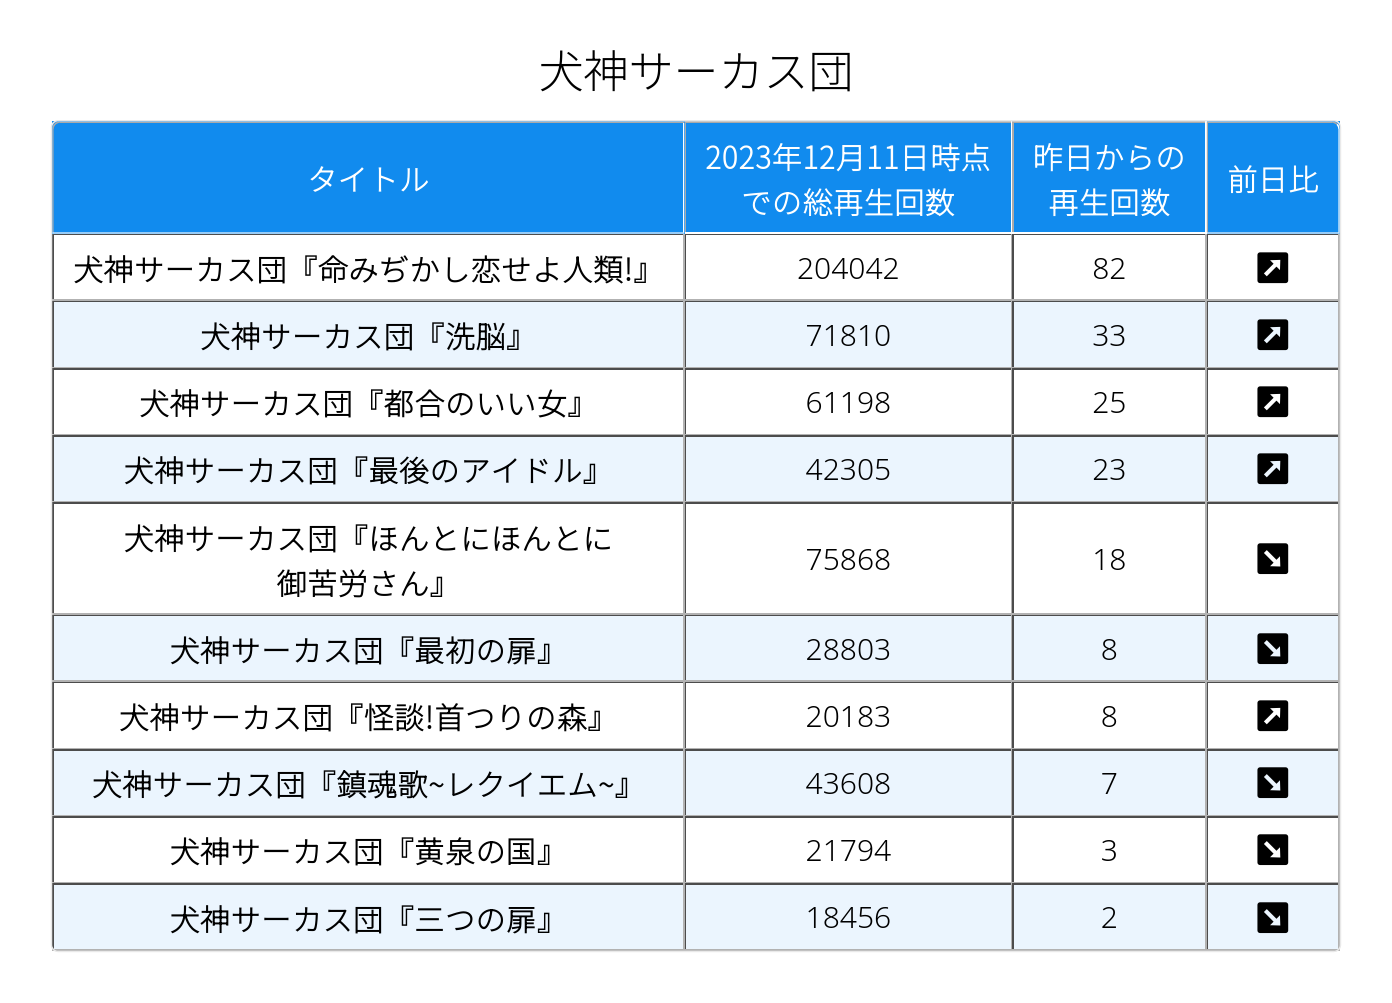 犬神サーカス団
タイトル
2023年12月11日時点
での総再生回数
昨日からの
再生回数
前日比
犬神サーカス団『命みぢかし恋せよ人類!』
204042
82
犬神サーカス団『洗脳』
71810
33
犬神サーカス団『都合のいい女』
61198
25
犬神サーカス団『最後のアイドル』
42305
23
犬神サーカス団『ほんとにほんとに
御苦労さん』
75868
18
犬神サーカス団『最初の扉』
28803
8
犬神サーカス団『怪談!首つりの森』
20183
8
犬神サーカス団『鎮魂歌~レクイエム~』
43608
7
犬神サーカス団『黄泉の国』
21794
3
犬神サーカス団『三つの扉』
18456
2